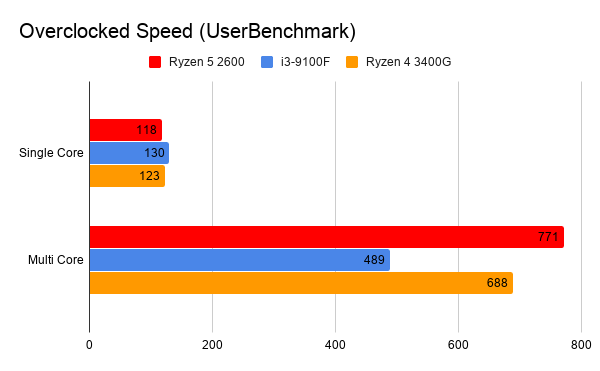 Overclocked Speed (UserBenchmark)
Ryzen 5 2600 i3-9100F Ryzen 4 3400G
118
Single Core 130
123
771
Multi Core 489
688
0 200 400 600 800